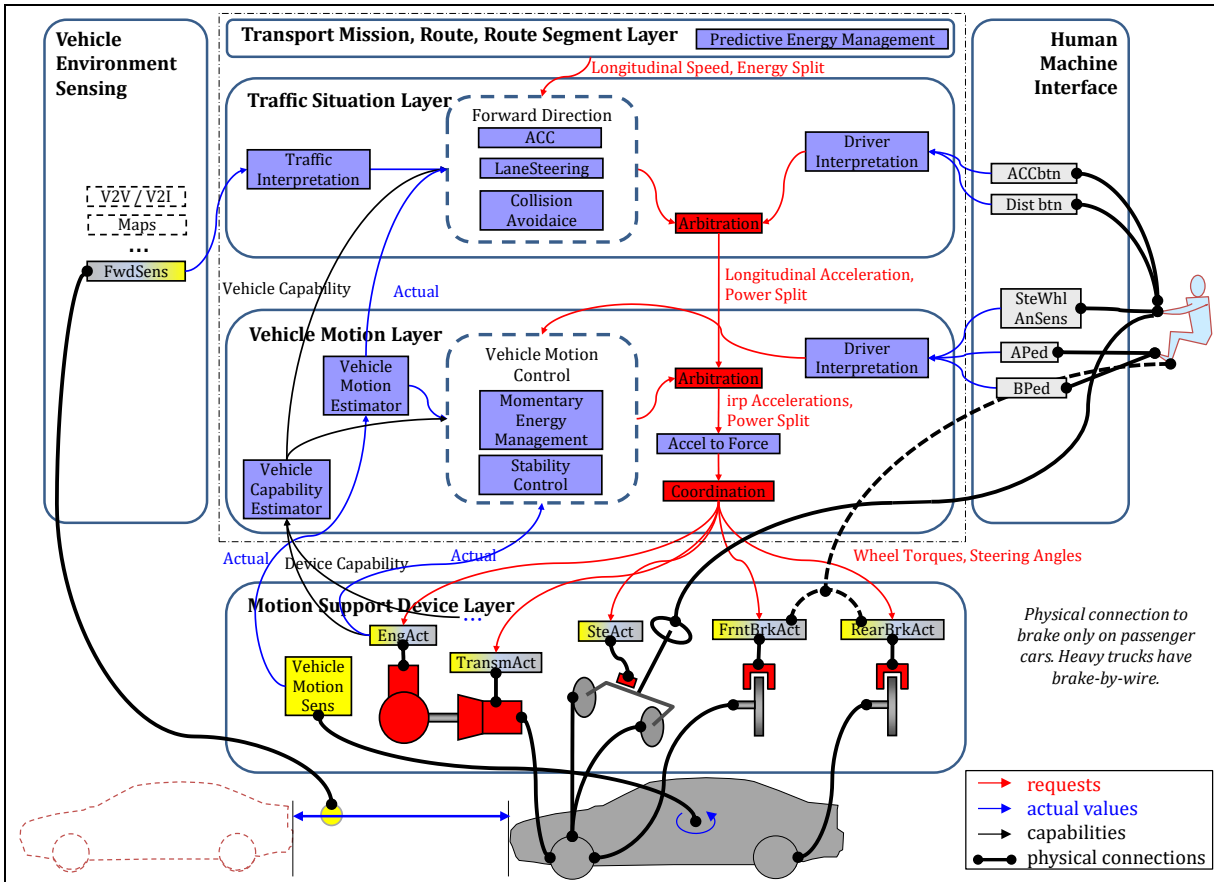 Vehicle
Environment
Sensing
V2V / V2I
Maps
...
FwdSens
Transport Mission, Route, Route Segment Layer
Predictive Energy Management
Longitudinal Speed, Energy Split
Traffic Situation Layer
Forward Direction
ACC
LaneSteering
Collision
Avoidaice
Traffic
Interpretation
Driver
Interpretation
Arbitration
Vehicle Capability
Actual
Longitudinal Acceleration,
Power Split
Vehicle Motion Layer
Vehicle Motion
Control
Momentary
Energy
Management
Stability
Control
Vehicle
Motion
Estimator
Vehicle
Capability
Estimator
Driver
Interpretation
Arbitration
irp Accelerations,
Power Split
Accel to Force
Coordination
Actual
Device Capability
Actual
Wheel Torques, Steering Angles
Motion Support Device Layer
...
EngAct
TransmAct
SteAct
FrntBrkAct
RearBrkAct
Vehicle
Motion
Sens
Human
Machine
Interface
ACCbtn
Dist btn
SteWhl
AnSens
APed
BPed
Physical connection to
brake only on passenger
cars. Heavy trucks have
brake-by-wire.
requests
actual values
capabilities
physical connections